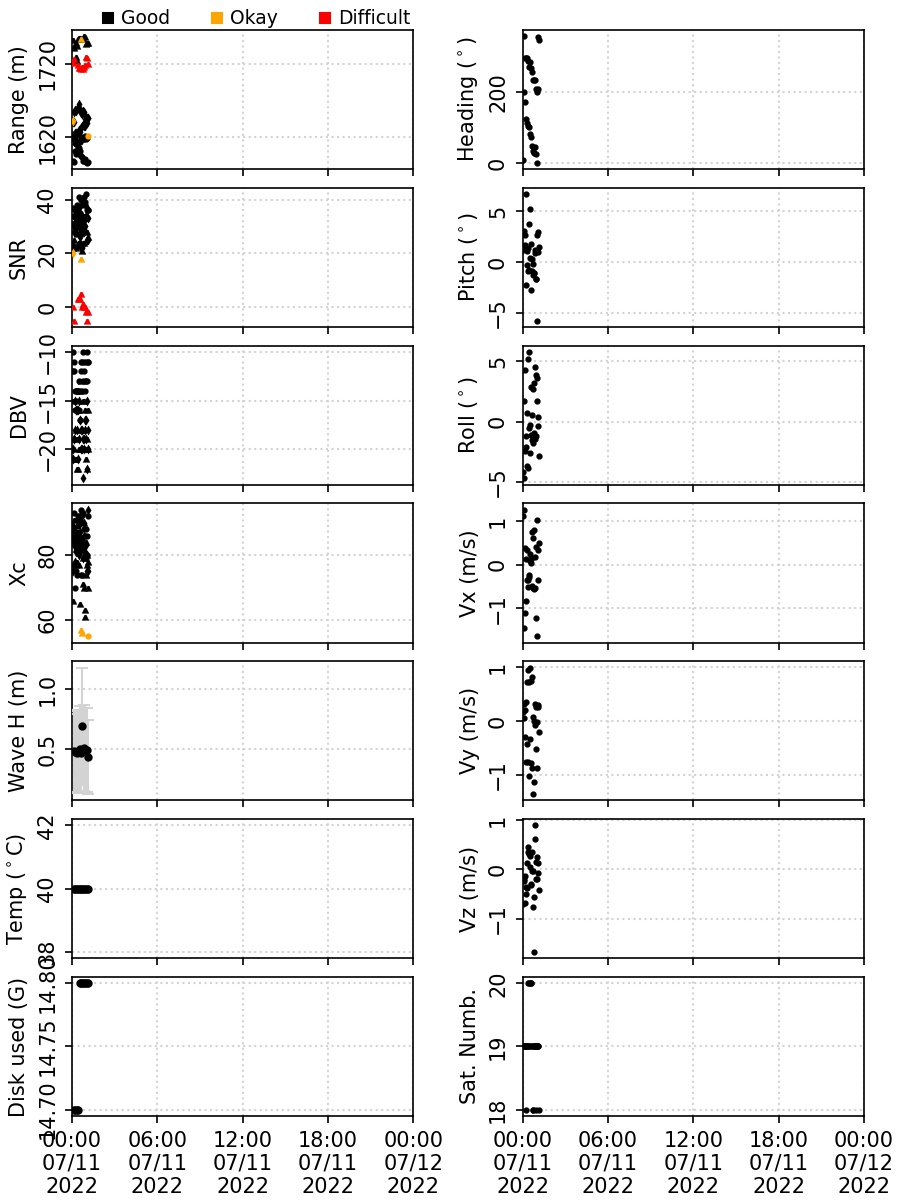 Good Okay Difficult
Range (m)
1720
1620
Heading (°)
200
0
SNR
40
20
0
Pitch (°)
5
0
−5
DBV
−10
−15
−20
Roll (°)
5
0
−5
Xc
80
60
Vx (m/s)
1
0
−1
Wave H (m)
1.0
0.5
Vy (m/s)
1
0
−1
Temp (°C)
42
40
38
Vz (m/s)
1
0
−1
Disk used (G)
14.80
14.75
14.70
Sat. Numb.
20
19
18
00:00 06:00 12:00 18:00 00:00
07/11 07/11 07/11 07/11 07/12
2022 2022 2022 2022 2022
00:00 06:00 12:00 18:00 00:00
07/11 07/11 07/11 07/11 07/12
2022 2022 2022 2022 2022